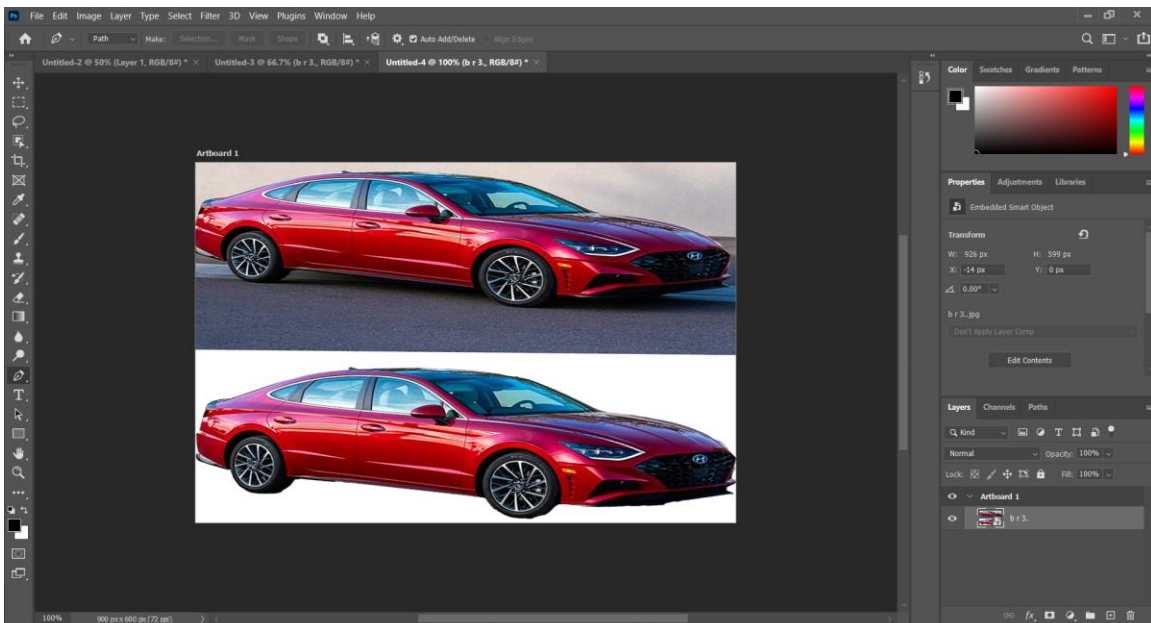 Ps File Edit Image Layer Type Select Filter 3D View Plugins Window Help
Path Make: Selection... Mask Shape Auto Add/Delete Align Edges
Untitled-2 @ 50% (Layer 1, RGB/8#) * × Untitled-3 @ 66.7% (b r 3., RGB/8#) * × Untitled-4 @ 100% (b r 3., RGB/8#) * ×
Artboard 1
100% 900 px x 600 px (72 ppi)
Color Swatches Gradients Patterns
Properties Adjustments Libraries
Embedded Smart Object
Transform
W: 926 px H: 599 px
X: -14 px Y: 0 px
0.00°
b r 3..jpg
Don't Apply Layer Comp
Edit Contents
Layers Channels Paths
Kind
Normal Opacity: 100%
Lock: Fill: 100%
Artboard 1
b r 3.
fx